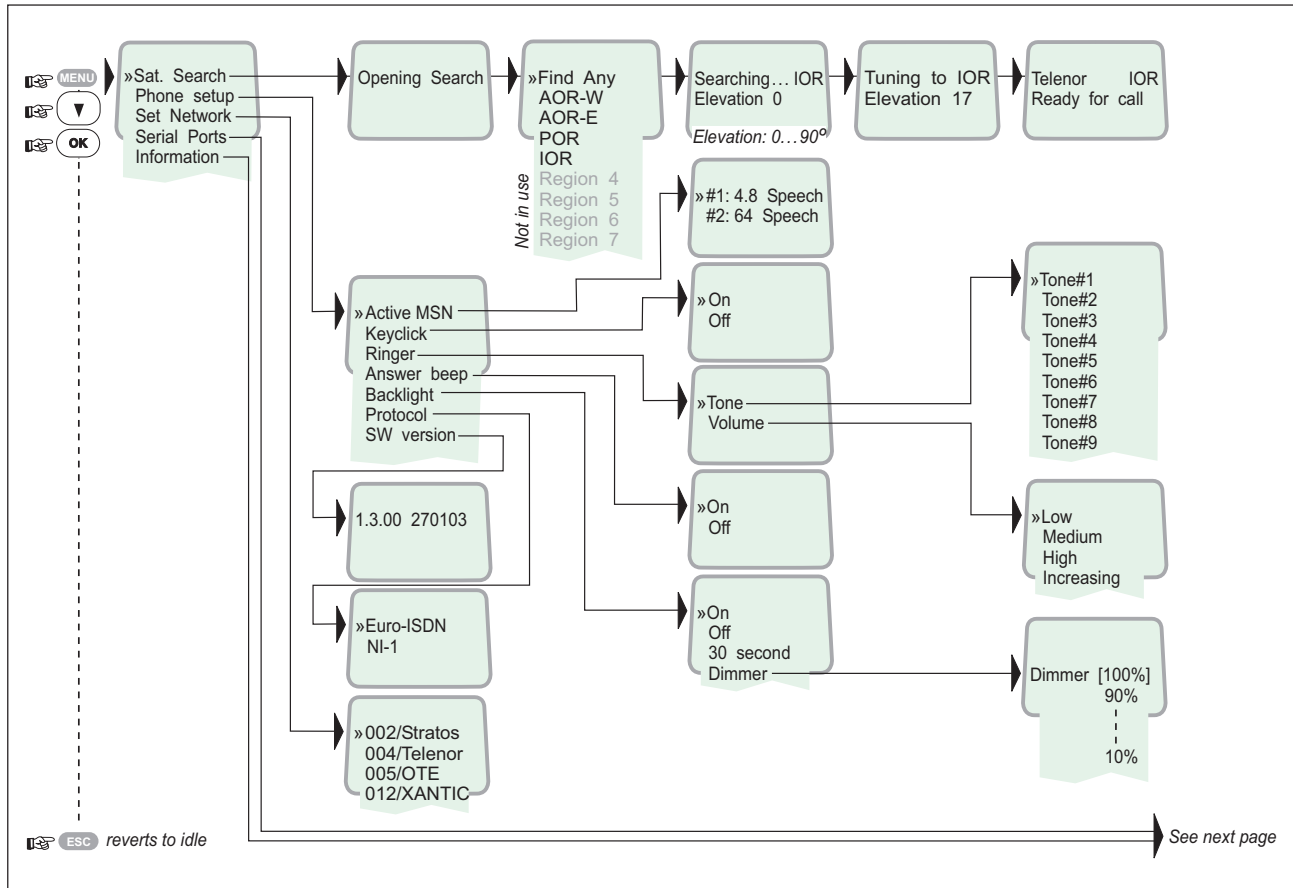 MENU
OK
»Sat. Search
Phone setup
Set Network
Serial Ports
Information
Opening Search
»Find Any
AOR-W
AOR-E
POR
IOR
Region 4
Region 5
Region 6
Region 7
Not in use
Searching... IOR
Elevation 0
Elevation: 0...90°
Tuning to IOR
Elevation 17
Telenor IOR
Ready for call
»Active MSN
Keyclick
Ringer
Answer beep
Backlight
Protocol
SW version
»#1: 4.8 Speech
#2: 64 Speech
»On
Off
»Tone
Volume
»Tone#1
Tone#2
Tone#3
Tone#4
Tone#5
Tone#6
Tone#7
Tone#8
Tone#9
»On
Off
»Low
Medium
High
Increasing
1.3.00 270103
»Euro-ISDN
NI-1
»On
Off
30 second
Dimmer
Dimmer [100%]
90%
10%
»002/Stratos
004/Telenor
005/OTE
012/XANTIC
ESC reverts to idle
See next page